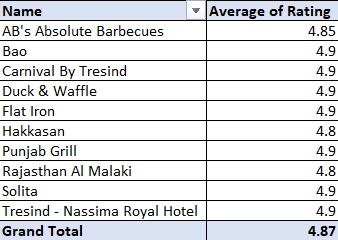 Name Average of Rating
AB's Absolute Barbecues 4.85
Bao 4.9
Carnival By Tresind 4.9
Duck & Waffle 4.9
Flat Iron 4.9
Hakkasan 4.8
Punjab Grill 4.9
Rajasthan Al Malaki 4.8
Solita 4.9
Tresind - Nassima Royal Hotel 4.9
Grand Total 4.87